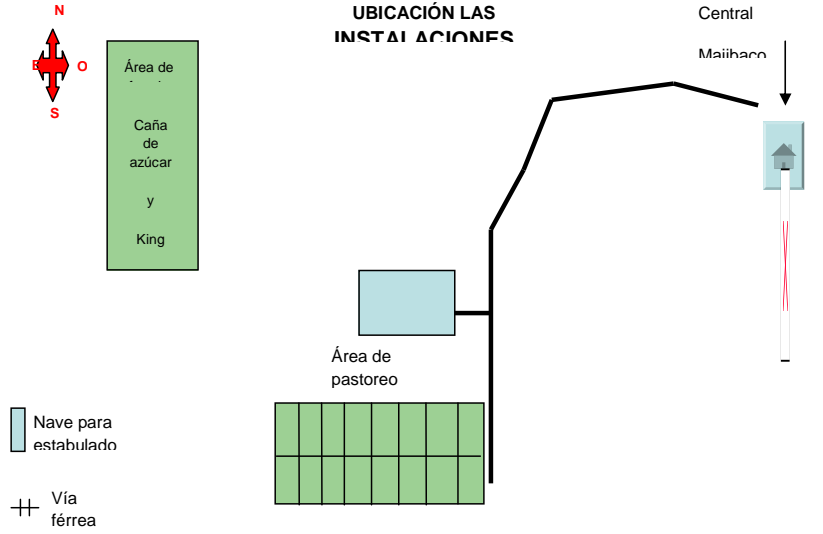 N
E O
S
UBICACIÓN LAS
INSTALACIONES
Central
Majibaco
Área de
Caña
de
azúcar
y
King
Área de
pastoreo
Nave para
estabulado
Vía
férrea